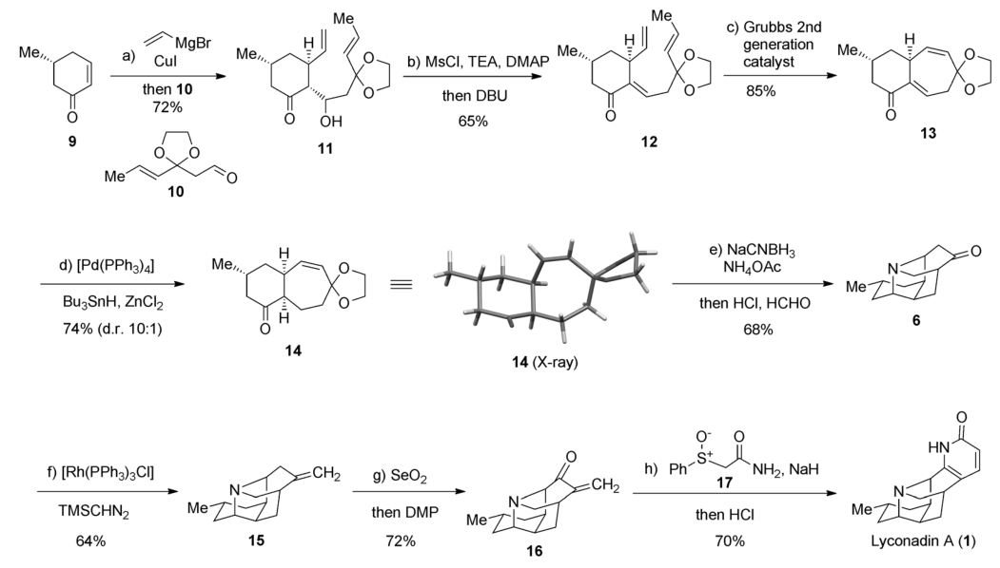 a)
MgBr
CuI
then 10
72%
Me
O
9
O O
Me
O
10
Me
H
Me
O
O
O
OH
11
b) MsCl, TEA, DMAP
then DBU
65%
Me
H
Me
O
O
O
12
c) Grubbs 2nd
generation
catalyst
85%
Me
H
O
O
O
13
d) [Pd(PPh3)4]
Bu3SnH, ZnCl2
74% (d.r. 10:1)
Me
H
O
O
O
H
14
14 (X-ray)
e) NaCNBH3
NH4OAc
then HCl, HCHO
68%
N
O
Me
6
f) [Rh(PPh3)3Cl]
TMSCHN2
64%
N
CH2
Me
15
g) SeO2
then DMP
72%
O
N
CH2
Me
16
h)
O- O
Ph S+ NH2, NaH
17
then HCl
70%
O
HN
N
Me
Lyconadin A (1)